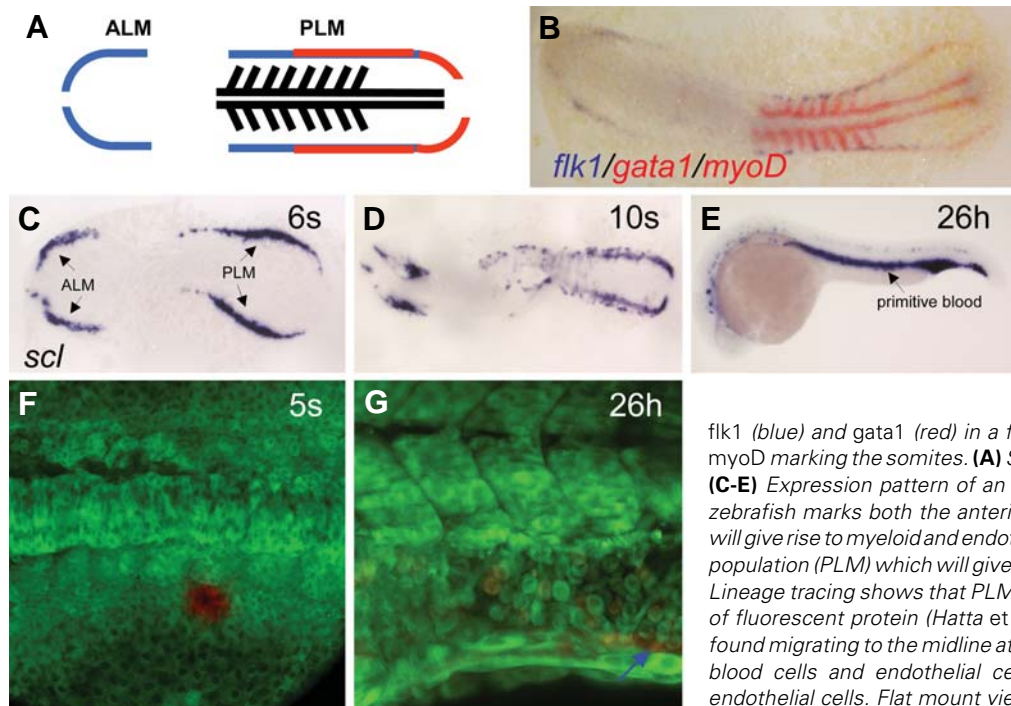 A
ALM
PLM
B
flk1/gata1/myoD
C
6s
ALM
PLM
scl
D
10s
E
26h
primitive blood
F
5s
G
26h
flk1 (blue) and gata1 (red) in a f
myoD marking the somites. (A) S
(C-E) Expression pattern of an
zebrafish marks both the anteri
will give rise to myeloid and endot
population (PLM) which will give
Lineage tracing shows that PLM
of fluorescent protein (Hatta et
found migrating to the midline at
blood cells and endothelial ce
endothelial cells. Flat mount vie